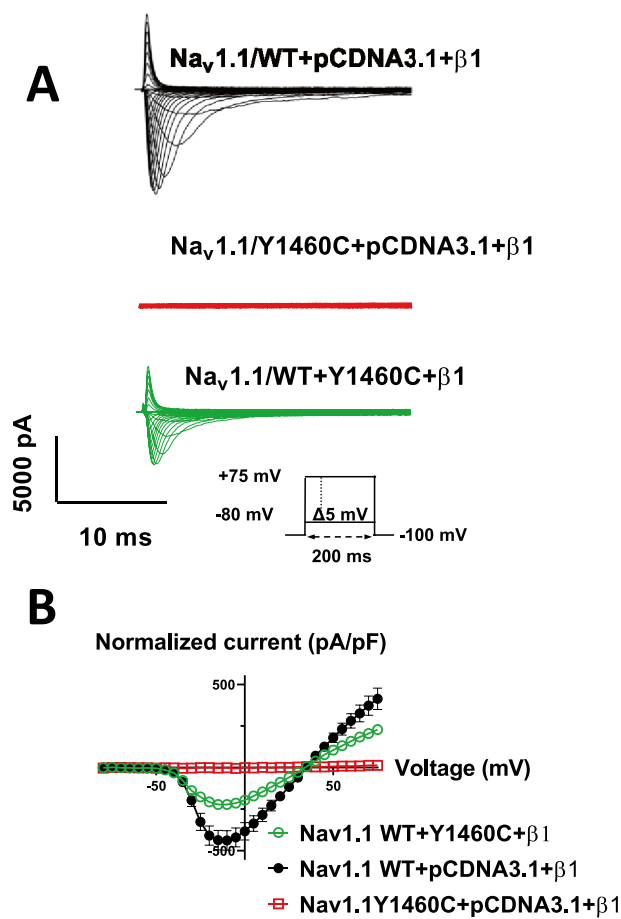 Nav1.1/WT+pCDNA3.1+β1
A
Nav1.1/Y1460C+pCDNA3.1+β1
Nav1.1/WT+Y1460C+β1
5000 pA
10 ms
+75 mV
-80 mV
Δ5 mV
-100 mV
200 ms
B
Normalized current (pA/pF)
500
-50
50
Voltage (mV)
-500
Nav1.1 WT+Y1460C+β1
Nav1.1 WT+pCDNA3.1+β1
Nav1.1Y1460C+pCDNA3.1+β1